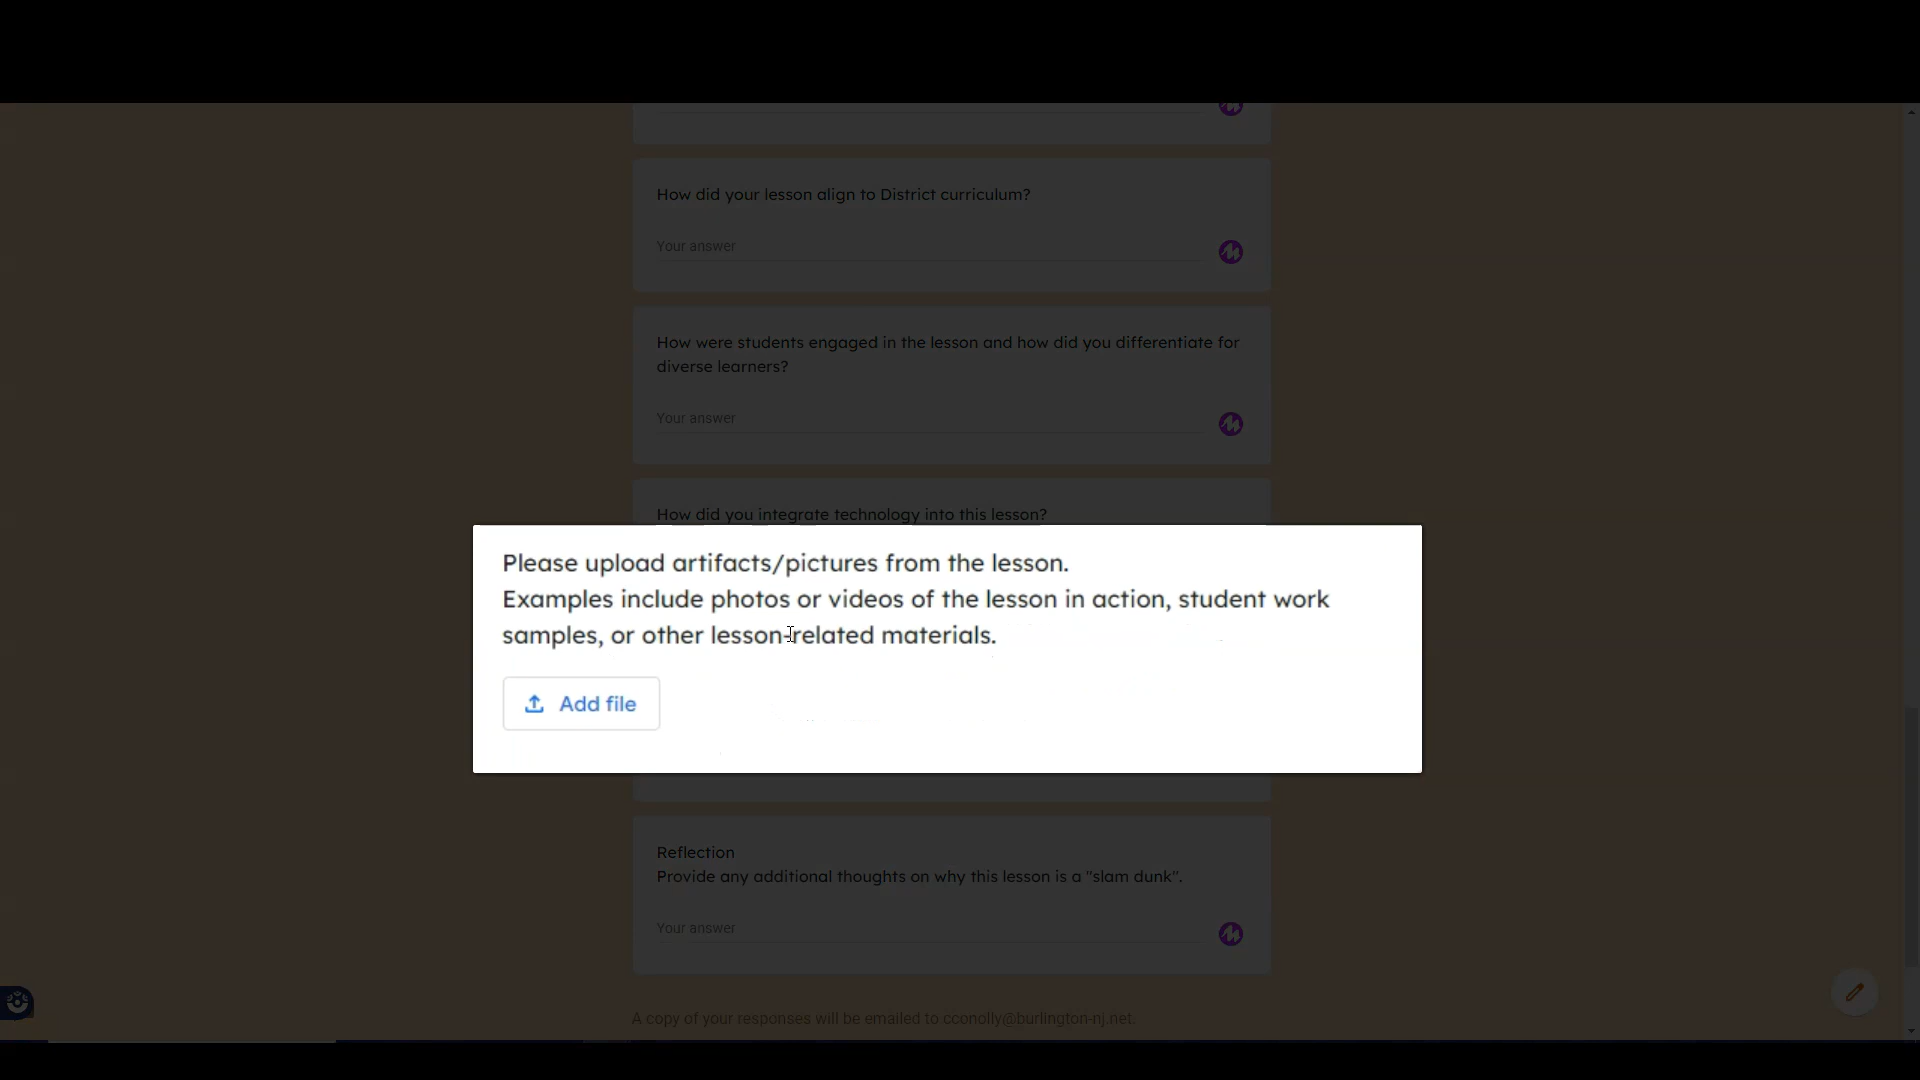 How did your lesson align to District curriculum?
Your answer
How were students engaged in the lesson and how did you differentiate for
diverse learners?
Your answer
How did you integrate technology into this lesson?
Please upload artifacts/pictures from the lesson.
Examples include photos or videos of the lesson in action, student work
samples, or other lesson-related materials.
Add file
Reflection
Provide any additional thoughts on why this lesson is a "slam dunk".
Your answer
A copy of your responses will be emailed to cconolly@burlington-nj.net.